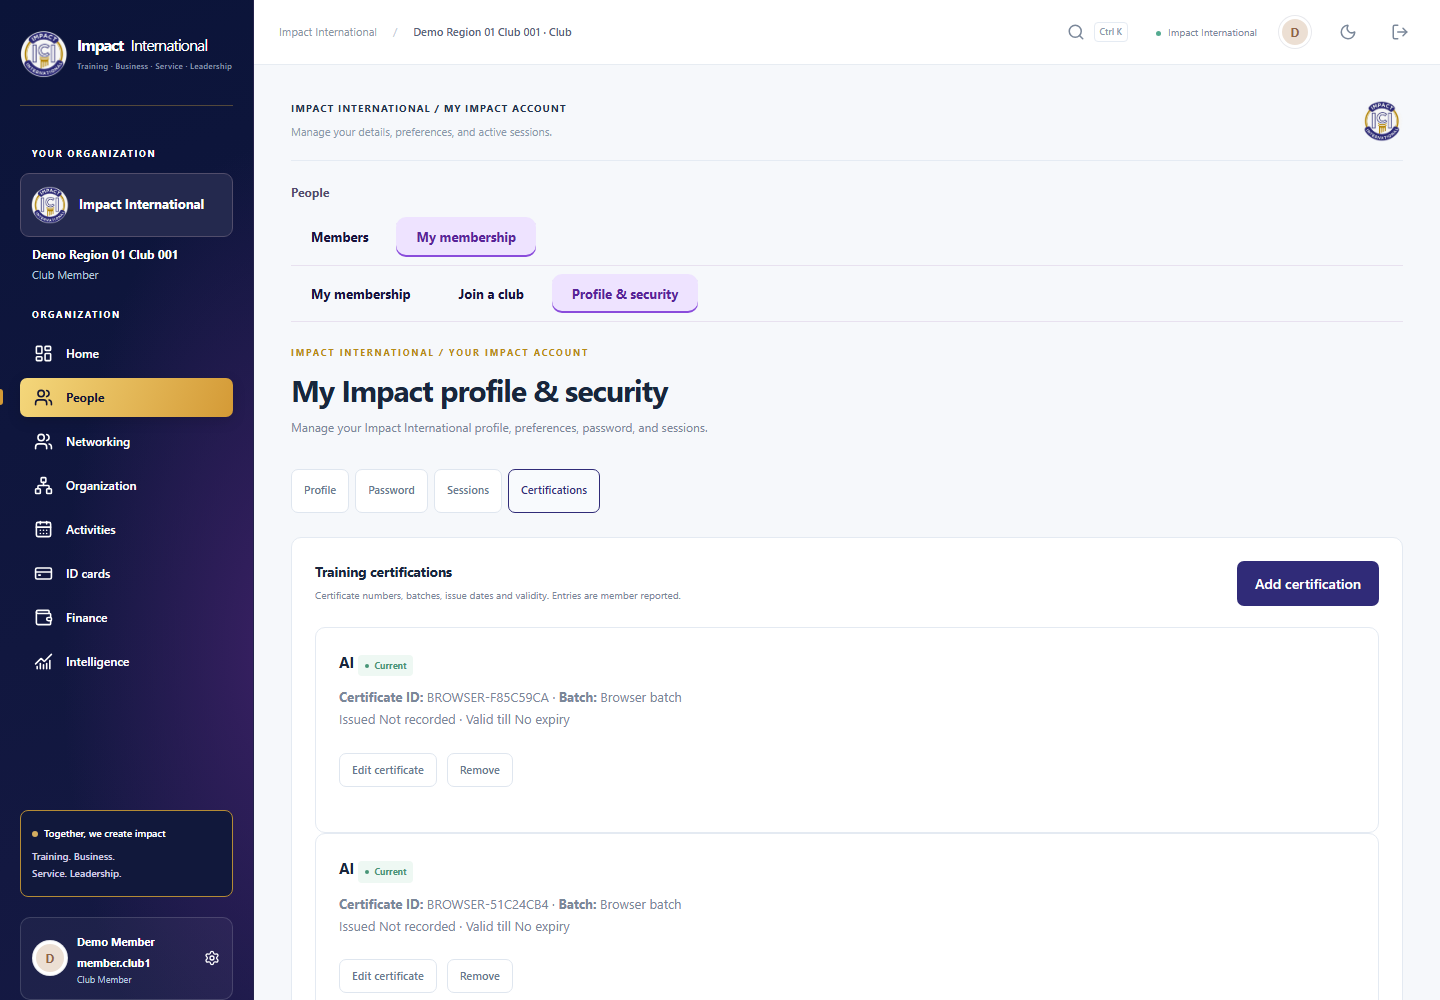 Impact International
Training · Business · Service · Leadership
YOUR ORGANIZATION
Impact International
Demo Region 01 Club 001
Club Member
ORGANIZATION
Home
People
Networking
Organization
Activities
ID cards
Finance
Intelligence
Together, we create impact
Training. Business.
Service. Leadership.
D
Demo Member
member.club1
Club Member
Impact International / Demo Region 01 Club 001 · Club
Ctrl K
Impact International
D
IMPACT INTERNATIONAL / MY IMPACT ACCOUNT
Manage your details, preferences, and active sessions.
People
Members My membership
My membership Join a club Profile & security
IMPACT INTERNATIONAL / YOUR IMPACT ACCOUNT
My Impact profile & security
Manage your Impact International profile, preferences, password, and sessions.
Profile Password Sessions Certifications
Training certifications
Certificate numbers, batches, issue dates and validity. Entries are member reported.
Add certification
AI Current
Certificate ID: BROWSER-F85C59CA · Batch: Browser batch
Issued Not recorded · Valid till No expiry
Edit certificate Remove
AI Current
Certificate ID: BROWSER-51C24CB4 · Batch: Browser batch
Issued Not recorded · Valid till No expiry
Edit certificate Remove